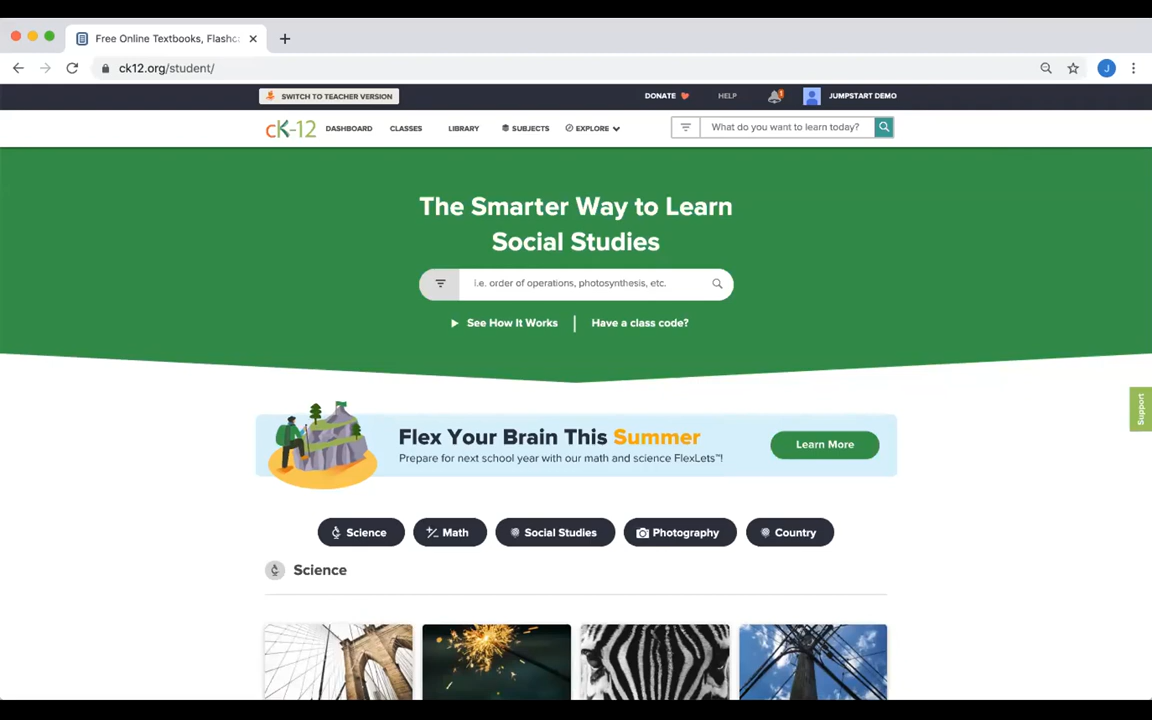 Free Online Textbooks, Flashc
ck12.org/student/
J
SWITCH TO TEACHER VERSION
DONATE
HELP
1
JUMPSTART DEMO
cK-12
DASHBOARD
CLASSES
LIBRARY
SUBJECTS
EXPLORE
What do you want to learn today?
The Smarter Way to Learn
Social Studies
i.e. order of operations, photosynthesis, etc.
See How It Works
Have a class code?
Support
Flex Your Brain This Summer
Prepare for next school year with our math and science FlexLets™!
Learn More
Science
Math
Social Studies
Photography
Country
Science